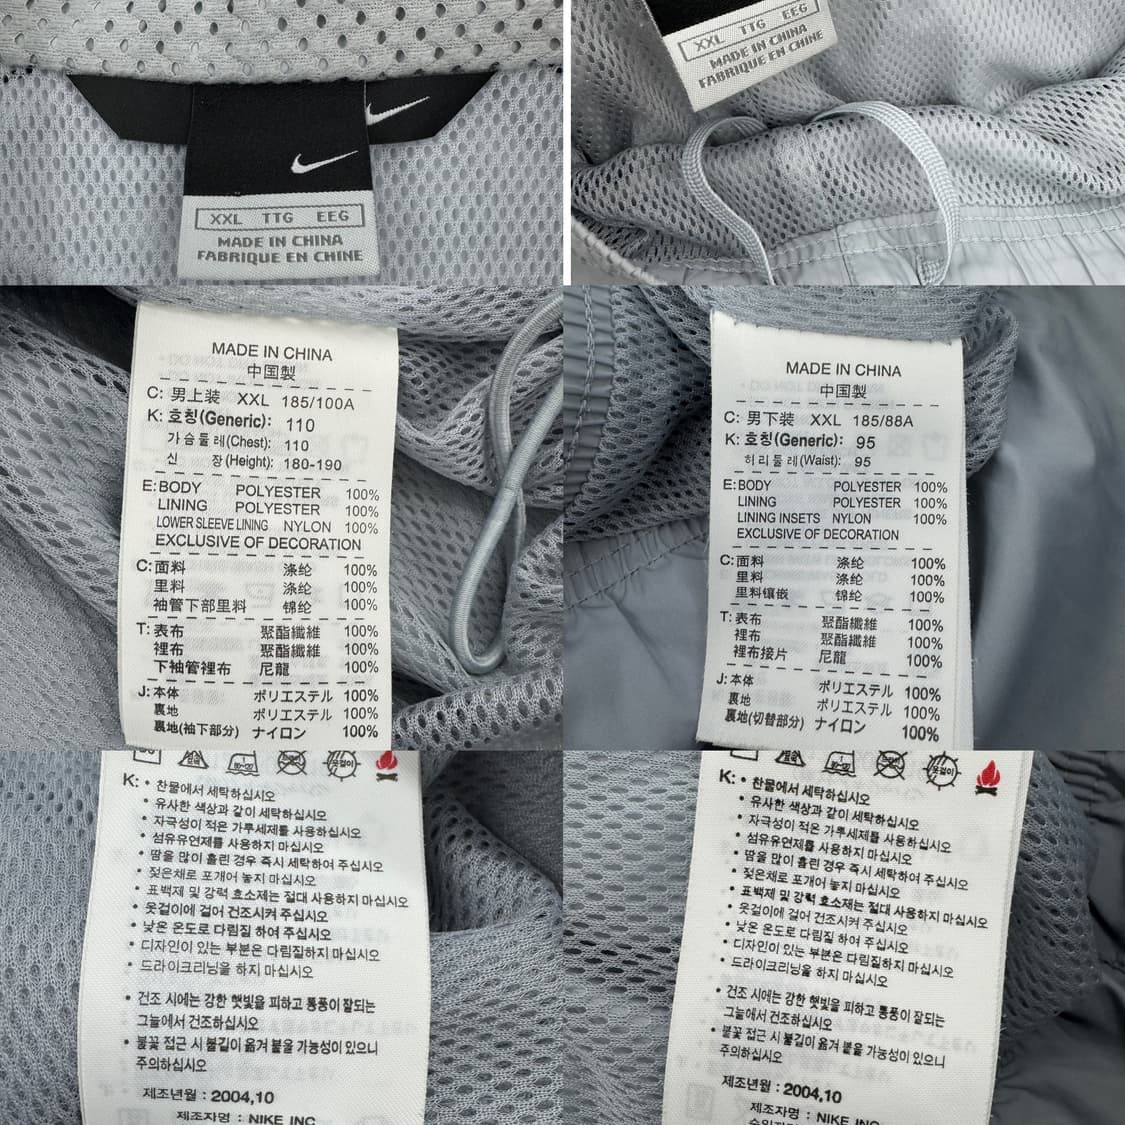 XXL TTG EEG
MADE IN CHINA
FABRIQUE EN CHINE
XXL TTG EEG
MADE IN CHINA
FABRIQUE EN CHINE
MADE IN CHINA
中国製
C: 男上装 XXL 185/100A
K: 호칭(Generic): 110
가슴둘레(Chest): 110
신 장(Height): 180-190
E:BODY POLYESTER 100%
LINING POLYESTER 100%
LOWER SLEEVE LINING NYLON 100%
EXCLUSIVE OF DECORATION
C:面料 涤纶 100%
里料 涤纶 100%
袖管下部里料 锦纶 100%
T:表布 聚酯纖維 100%
裡布 聚酯纖維 100%
下袖管裡布 尼龍 100%
J:本体 ポリエステル 100%
裏地 ポリエステル 100%
裏地(袖下部分) ナイロン 100%
MADE IN CHINA
中国製
C: 男下装 XXL 185/88A
K: 호칭(Generic): 95
허리둘레(Waist): 95
E:BODY POLYESTER 100%
LINING POLYESTER 100%
LINING INSETS NYLON 100%
EXCLUSIVE OF DECORATION
C:面料 涤纶 100%
里料 涤纶 100%
里料镶嵌 锦纶 100%
T:表布 聚酯纖維 100%
裡布 聚酯纖維 100%
裡布接片 尼龍 100%
J:本体 ポリエステル 100%
裏地 ポリエステル 100%
裏地(切替部分) ナイロン 100%
K: • 찬물에서 세탁하십시오
• 유사한 색상과 같이 세탁하십시오
• 자극성이 적은 가루세제를 사용하십시오
• 섬유유연제를 사용하지 마십시오
• 땀을 많이 흘린 경우 즉시 세탁하여 주십시오
• 젖은채로 포개어 놓지 마십시오
• 표백제 및 강력 효소제는 절대 사용하지 마십시오
• 옷걸이에 걸어 건조시켜 주십시오
• 낮은 온도로 다림질 하여 주십시오
• 디자인이 있는 부분은 다림질하지 마십시오
• 드라이크리닝을 하지 마십시오
• 건조 시에는 강한 햇빛을 피하고 통풍이 잘되는
그늘에서 건조하십시오
• 불꽃 접근 시 불길이 옮겨 붙을 가능성이 있으니
주의하십시오
제조년월 : 2004.10
제조자명 : NIKE INC
K: • 찬물에서 세탁하십시오
• 유사한 색상과 같이 세탁하십시오
• 자극성이 적은 가루세제를 사용하십시오
• 섬유유연제를 사용하지 마십시오
• 땀을 많이 흘린 경우 즉시 세탁하여 주십시오
• 젖은채로 포개어 놓지 마십시오
• 표백제 및 강력 효소제는 절대 사용하지 마십시오
• 옷걸이에 걸어 건조시켜 주십시오
• 낮은 온도로 다림질 하여 주십시오
• 디자인이 있는 부분은 다림질하지 마십시오
• 드라이크리닝을 하지 마십시오
• 건조 시에는 강한 햇빛을 피하고 통풍이 잘되는
그늘에서 건조하십시오
• 불꽃 접근 시 불길이 옮겨 붙을 가능성이 있으니
주의하십시오
제조년월 : 2004.10
제조자명 : NIKE INC